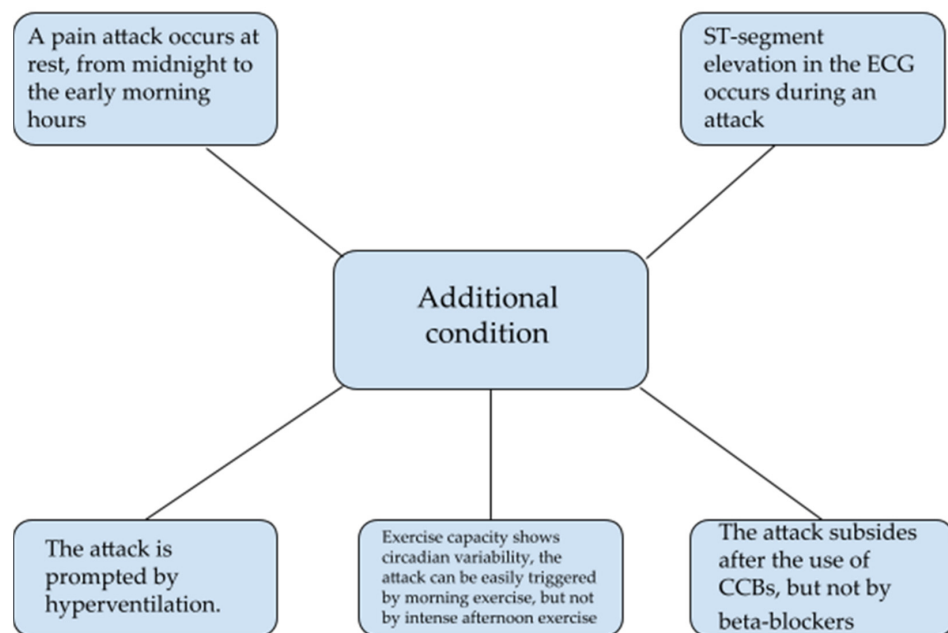 A pain attack occurs at
rest, from midnight to
the early morning
hours
ST-segment
elevation in the ECG
occurs during an
attack
Additional
condition
The attack is
prompted by
hyperventilation.
Exercise capacity shows
circadian variability, the
attack can be easily triggered
by morning exercise, but not
by intense afternoon exercise
The attack subsides
after the use of
CCBs, but not by
beta-blockers